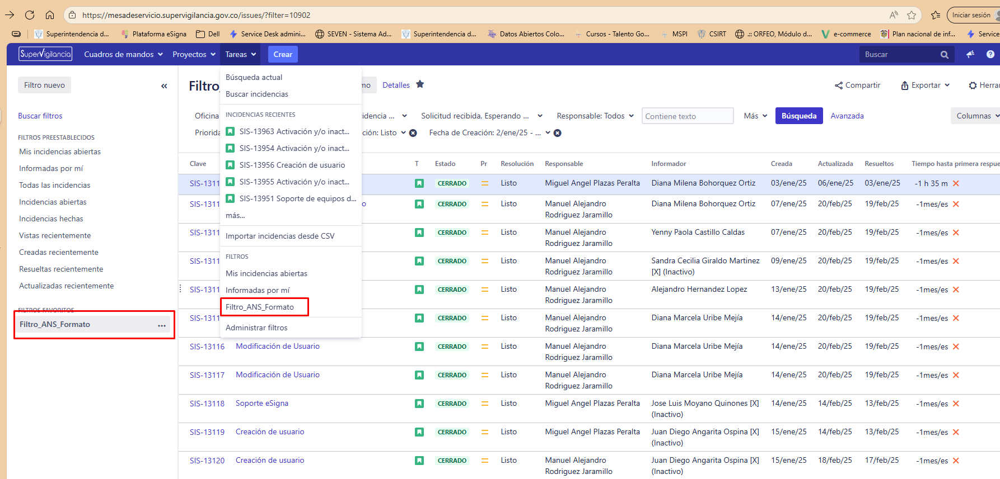 https://mesadeservicio.supervigilancia.gov.co/issues/?filter=10902
Iniciar sesión
Superintendencia d...
Plataforma eSigna
Dell
Service Desk admini...
SEVEN - Sistema Ad...
Superintendencia d...
Datos Abiertos Colo...
Cursos - Talento Go...
MSPI
CSIRT
.:: ORFEO, Módulo d...
e-commerce
Plan nacional de inf...
Service
SuperVigilancia
Cuadros de mandos
Proyectos
Tareas
Crear
Buscar
Filtro nuevo
Buscar filtros
FILTROS PREESTABLECIDOS
Mis incidencias abiertas
Informadas por mí
Todas las incidencias
Incidencias abiertas
Incidencias hechas
Vistas recientemente
Creadas recientemente
Resueltas recientemente
Actualizadas recientemente
FILTROS FAVORITOS
Filtro_ANS_Formato
Búsqueda actual
Buscar incidencias
INCIDENCIAS RECIENTES
SIS-13963 Activación y/o inact...
SIS-13954 Activación y/o inact...
SIS-13956 Creación de usuario
SIS-13955 Activación y/o inact...
SIS-13951 Soporte de equipos d...
más...
Importar incidencias desde CSV
FILTROS
Mis incidencias abiertas
Informadas por mí
Filtro_ANS_Formato
Administrar filtros
Filtro_
mo
Detalles
Compartir
Exportar
Herrar
Oficina
idencia ...
Solicitud recibida, Esperando ...
Responsable: Todos
Contiene texto
Más
Búsqueda
Avanzada
Columnas
Priorida
ción: Listo
Fecha de Creación: 2/ene/25 - ...
Clave T Estado Pr Resolución Responsable Informador Creada Actualizada Resueltos Tiempo hasta primera respue
SIS-1311 CERRADO Listo Miguel Angel Plazas Peralta Diana Milena Bohorquez Ortiz 03/ene/25 06/ene/25 03/ene/25 -1 h 35 m
SIS-1311 o CERRADO Listo Manuel Alejandro Diana Milena Bohorquez Ortiz 07/ene/25 20/feb/25 19/feb/25 -1mes/es
Rodriguez Jaramillo
SIS-1311 CERRADO Listo Manuel Alejandro Yenny Paola Castillo Caldas 07/ene/25 20/feb/25 19/feb/25 -1mes/es
Rodriguez Jaramillo
SIS-1311 CERRADO Listo Manuel Alejandro Sandra Cecilia Giraldo Martinez 09/ene/25 20/feb/25 19/feb/25 -1mes/es
Rodriguez Jaramillo [X] (Inactivo)
SIS-1311 CERRADO Listo Manuel Alejandro Alejandro Hernandez Lopez 13/ene/25 20/feb/25 19/feb/25 -1mes/es
Rodriguez Jaramillo
SIS-1311 CERRADO Listo Manuel Alejandro Diana Marcela Uribe Mejía 14/ene/25 20/feb/25 19/feb/25 -1mes/es
Rodriguez Jaramillo
SIS-13116 Modificación de Usuario CERRADO Listo Manuel Alejandro Diana Marcela Uribe Mejía 14/ene/25 20/feb/25 19/feb/25 -1mes/es
Rodriguez Jaramillo
SIS-13117 Modificación de Usuario CERRADO Listo Manuel Alejandro Diana Marcela Uribe Mejía 14/ene/25 20/feb/25 19/feb/25 -1mes/es
Rodriguez Jaramillo
SIS-13118 Soporte eSigna CERRADO Listo Miguel Angel Plazas Peralta Jose Luis Moyano Quinones [X] 14/ene/25 14/feb/25 13/feb/25 -1mes/es
(Inactivo)
SIS-13119 Creación de usuario CERRADO Listo Miguel Angel Plazas Peralta Juan Diego Angarita Ospina [X] 15/ene/25 14/feb/25 13/feb/25 -1mes/es
(Inactivo)
SIS-13120 Creación de usuario CERRADO Listo Manuel Alejandro Juan Diego Angarita Ospina [X] 15/ene/25 18/feb/25 17/feb/25 -1mes/es
Rodriguez Jaramillo (Inactivo)